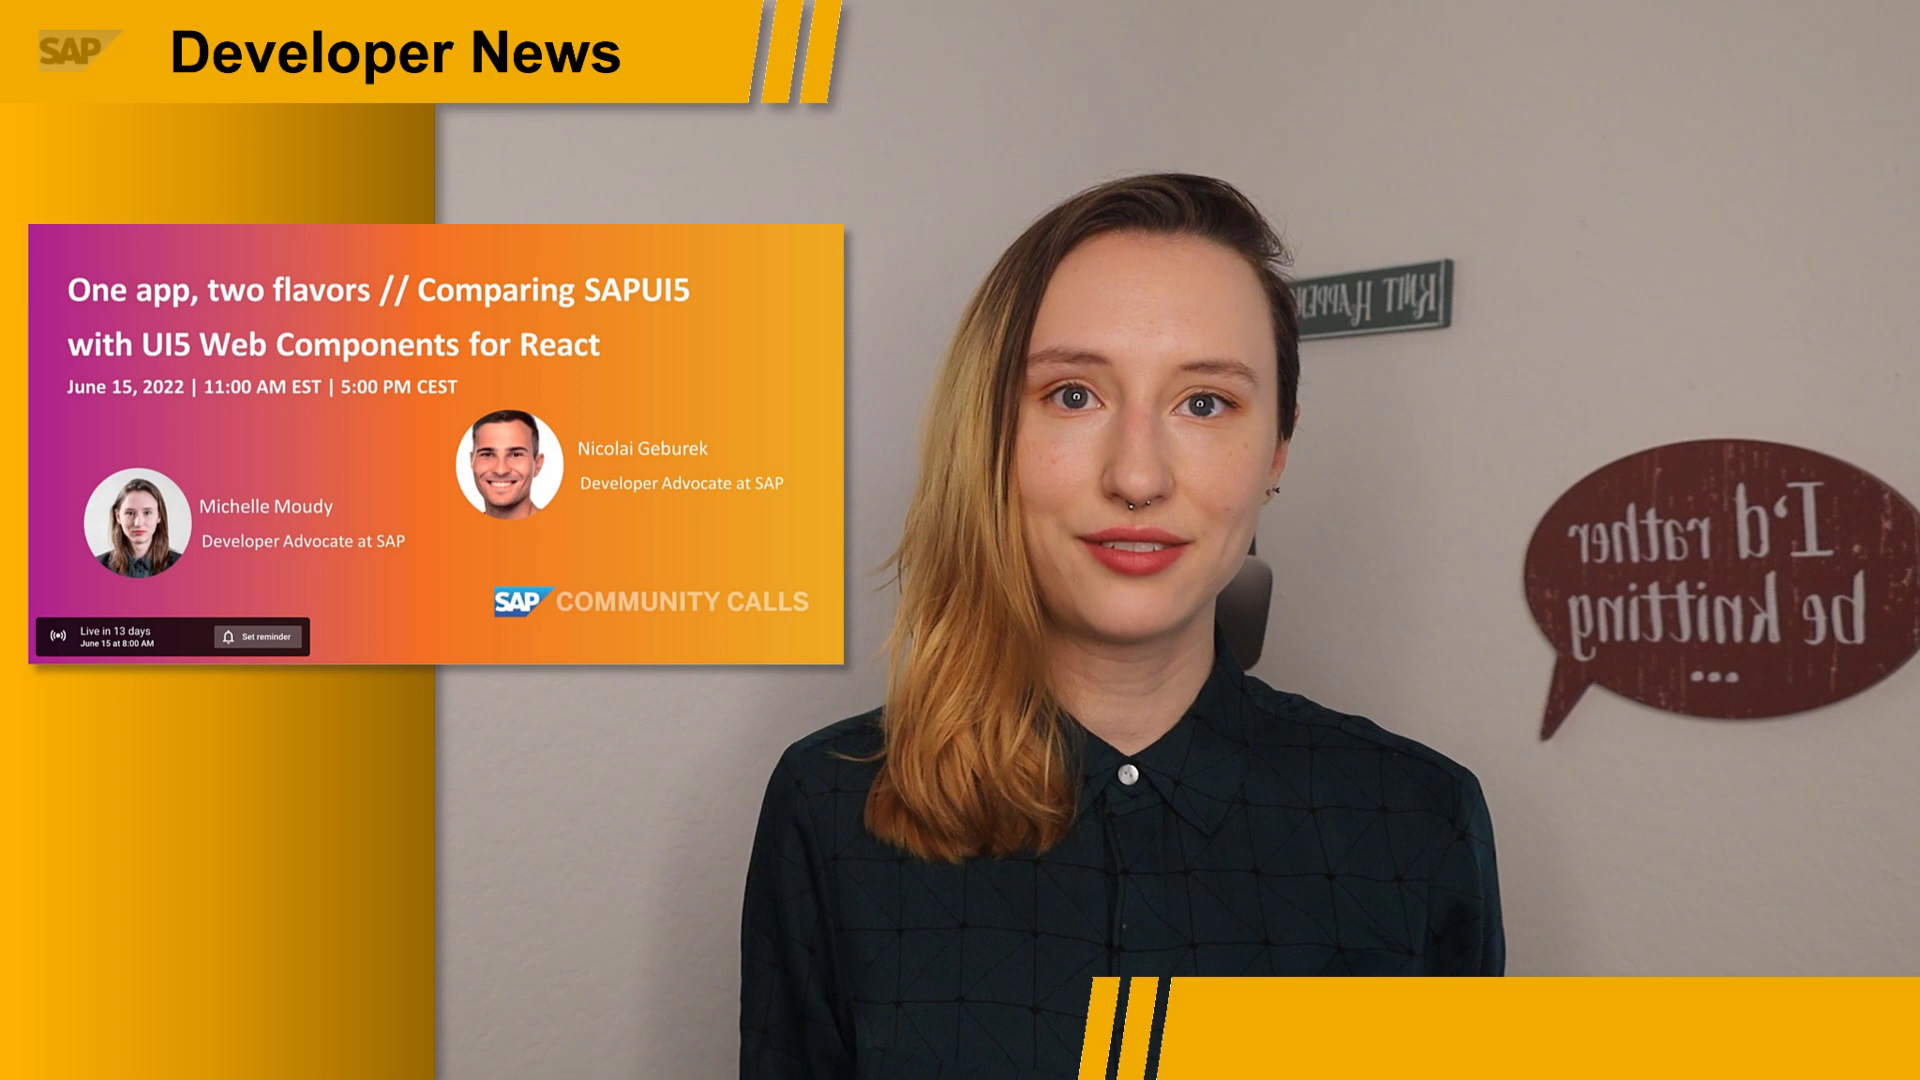 SAP
Developer News
One app, two flavors // Comparing SAPUI5
with UI5 Web Components for React
June 15, 2022 | 11:00 AM EST | 5:00 PM CEST
Nicolai Geburek
Developer Advocate at SAP
Michelle Moudy
Developer Advocate at SAP
SAP COMMUNITY CALLS
Live in 13 days
June 15 at 8:00 AM
Set reminder
KNIT HAPPEN
I'd rather
be knitting
...